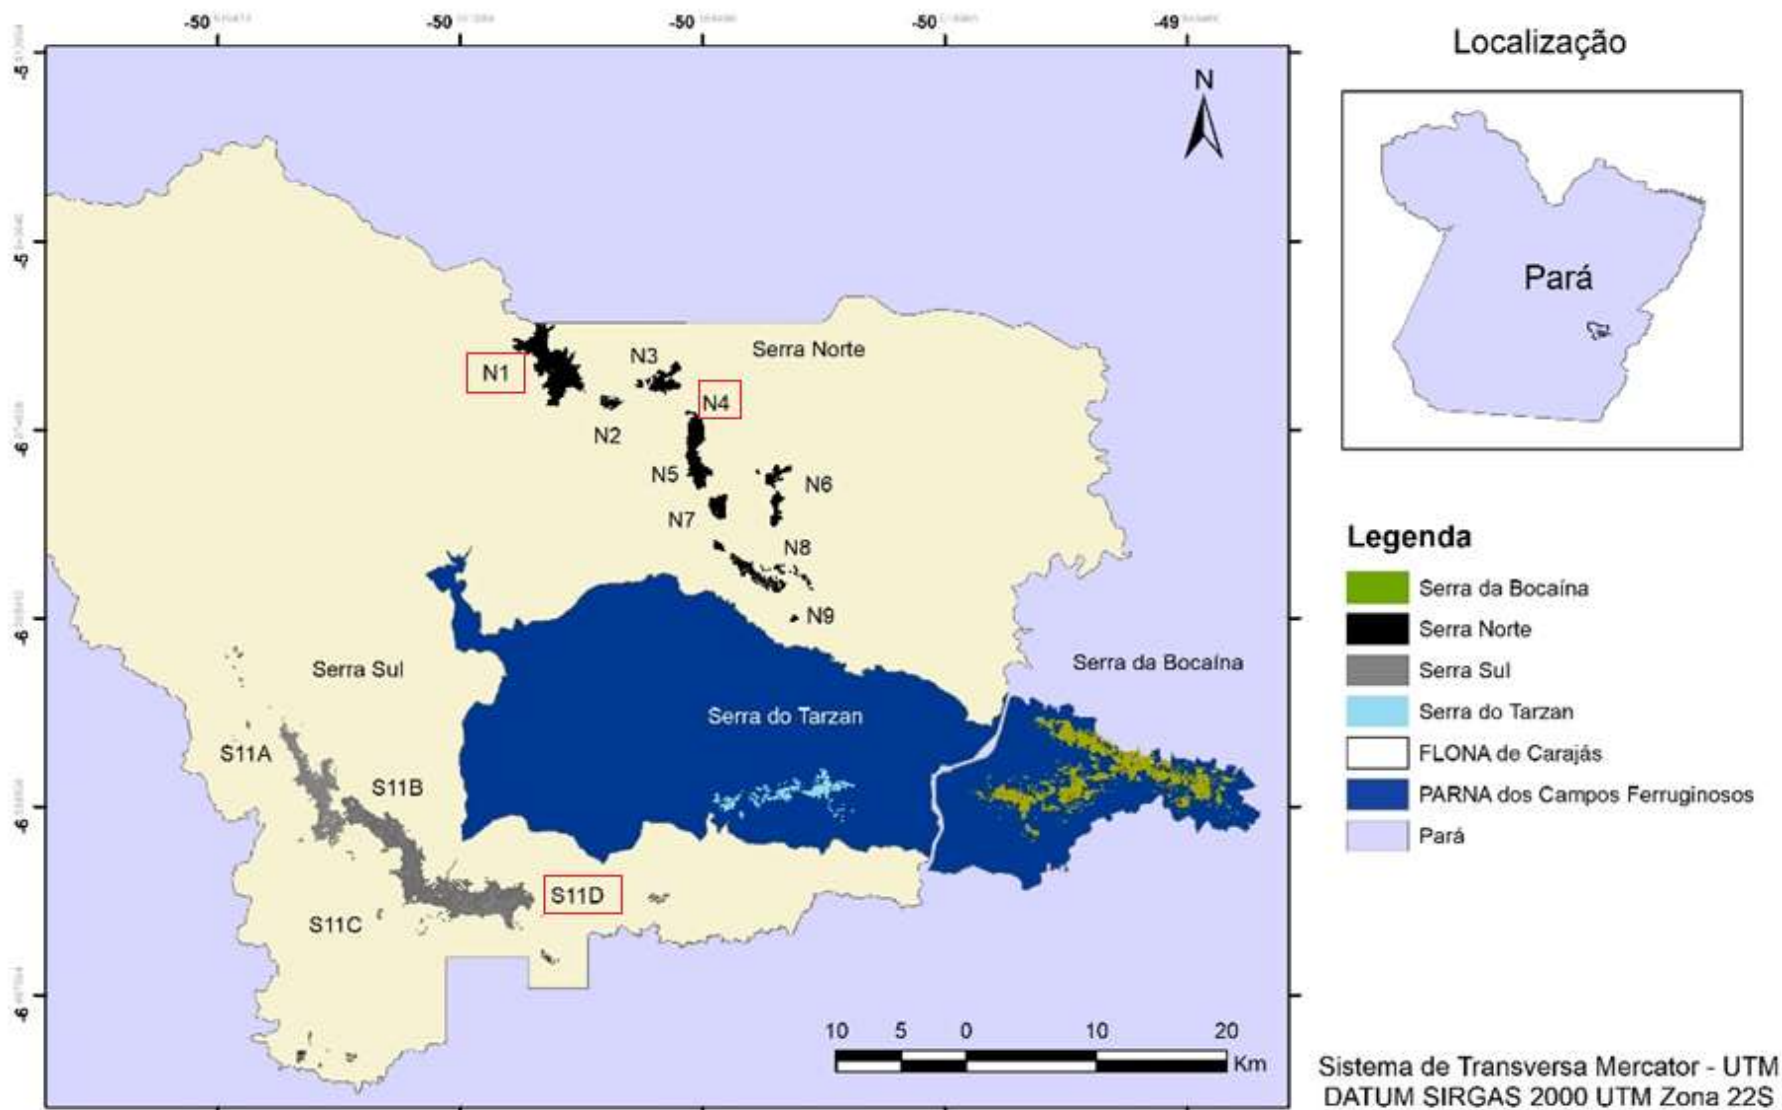 -50
-50
-50
-50
-49
Localização
N
Pará
-5
-5
-6
-6
-6
-6
N1
N2
N3
Serra Norte
N4
N5
N6
N7
N8
N9
Serra Sul
Serra da Bocaína
Serra do Tarzan
S11A
S11B
S11D
S11C
10 5 0 10 20
Km
Legenda
Serra da Bocaína
Serra Norte
Serra Sul
Serra do Tarzan
FLONA de Carajás
PARNA dos Campos Ferruginosos
Pará
Sistema de Transversa Mercator - UTM
DATUM SIRGAS 2000 UTM Zona 22S